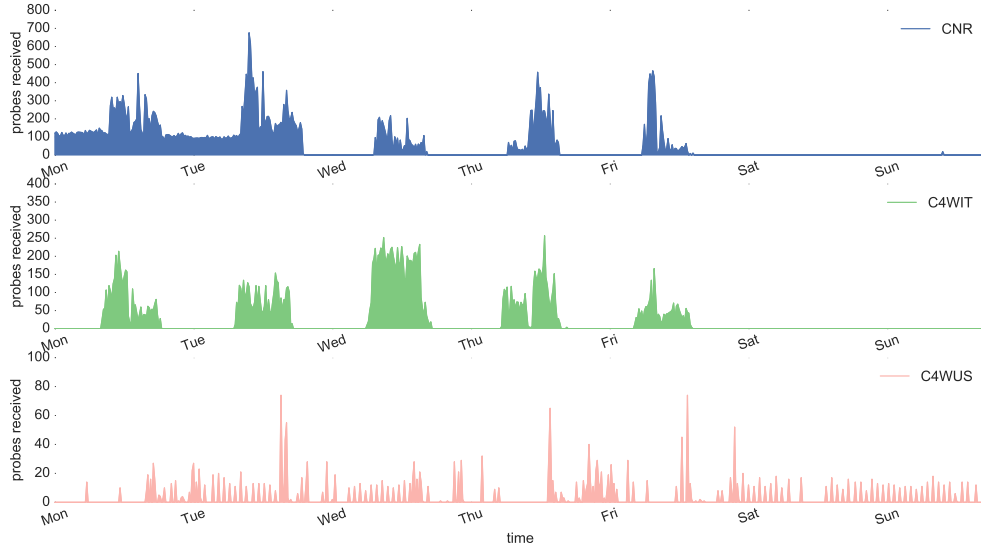 800
700
600
500
400
300
200
100
0
probes received
CNR
Mon Tue Wed Thu Fri Sat Sun
400
350
300
250
200
150
100
50
0
probes received
C4WIT
Mon Tue Wed Thu Fri Sat Sun
100
80
60
40
20
0
probes received
C4WUS
Mon Tue Wed Thu Fri Sat Sun
time